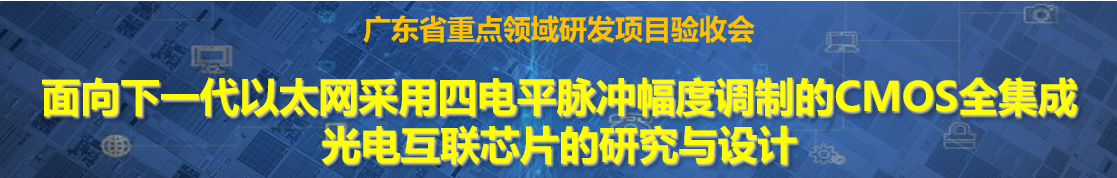 广东省重点领域研发项目验收会
面向下一代以太网采用四电平脉冲幅度调制的CMOS全集成
光电互联芯片的研究与设计